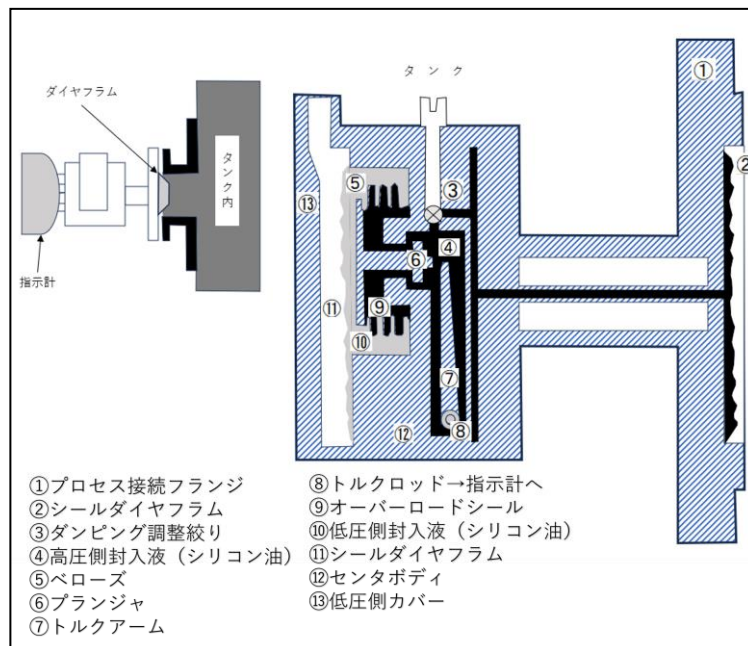 ダイヤフラム
タンク内
指示計
タンク
①
②
③
④
⑤
⑥
⑦
⑧
⑨
⑩
⑪
⑫
⑬
①プロセス接続フランジ
②シールダイヤフラム
③ダンピング調整絞り
④高圧側封入液（シリコン油）
⑤ベローズ
⑥プランジャ
⑦トルクアーム
⑧トルクロッド→指示計へ
⑨オーバーロードシール
⑩低圧側封入液（シリコン油）
⑪シールダイヤフラム
⑫センタボディ
⑬低圧側カバー